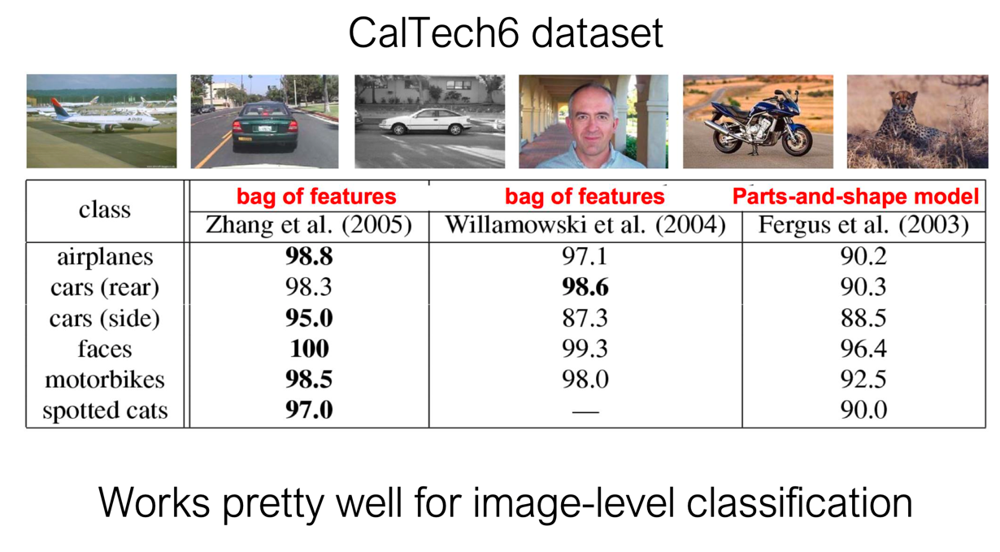 CalTech6 dataset
class
bag of features bag of features Parts-and-shape model
Zhang et al. (2005) Willamowski et al. (2004) Fergus et al. (2003)
airplanes 98.8 97.1 90.2
cars (rear) 98.3 98.6 90.3
cars (side) 95.0 87.3 88.5
faces 100 99.3 96.4
motorbikes 98.5 98.0 92.5
spotted cats 97.0 — 90.0
Works pretty well for image-level classification